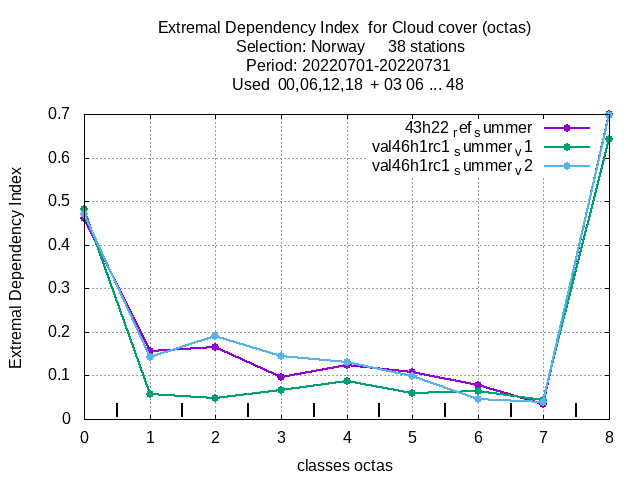 Extremal Dependency Index  for Cloud cover (octas)
Selection: Norway     38 stations
Period: 20220701-20220731
Used  00,06,12,18  + 03 06 ... 48
43h22 ref summer
val46h1rc1 summer v1
val46h1rc1 summer v2
Extremal Dependency Index
0.7
0.6
0.5
0.4
0.3
0.2
0.1
0
0 1 2 3 4 5 6 7 8
classes octas